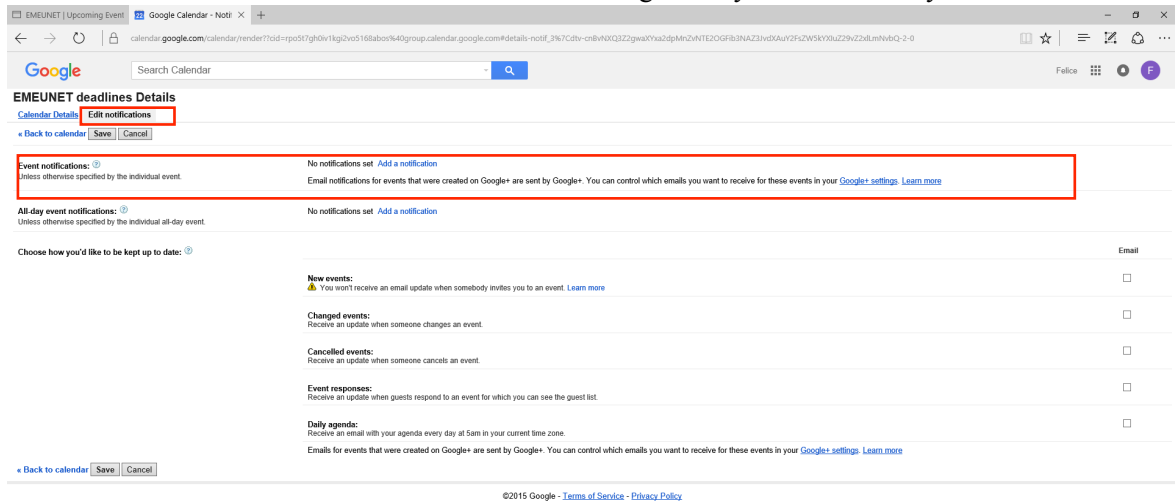 EMEUNET | Upcoming Event
22 Google Calendar - Notif
calendar.google.com/calendar/render?cid=rpo5t7gh0iv1kgi2vo5168abos%40group.calendar.google.com#details-notif_3%7Cdtv-
Google
Search Calendar
Felice
F
EMEUNET deadlines Details
Calendar Details Edit notifications
« Back to calendar Save Cancel
Event notifications: ?
Unless otherwise specified by the individual event.
No notifications set Add a notification
Email notifications for events that were created on Google+ are sent by Google+. You can control which emails you want to receive for these events in your Google+ settings. Learn more
All-day event notifications: ?
Unless otherwise specified by the individual all-day event.
No notifications set Add a notification
Choose how you'd like to be kept up to date: ?
Email
New events:
You won't receive an email update when somebody invites you to an event. Learn more
Changed events:
Receive an update when someone changes an event.
Cancelled events:
Receive an update when someone cancels an event.
Event responses:
Receive an update when guests respond to an event for which you can see the guest list.
Daily agenda:
Receive an email with your agenda every day at 5am in your current time zone.
Emails for events that were created on Google+ are sent by Google+. You can control which emails you want to receive for these events in your Google+ settings. Learn more
« Back to calendar Save Cancel
©2015 Google - Terms of Service - Privacy Policy